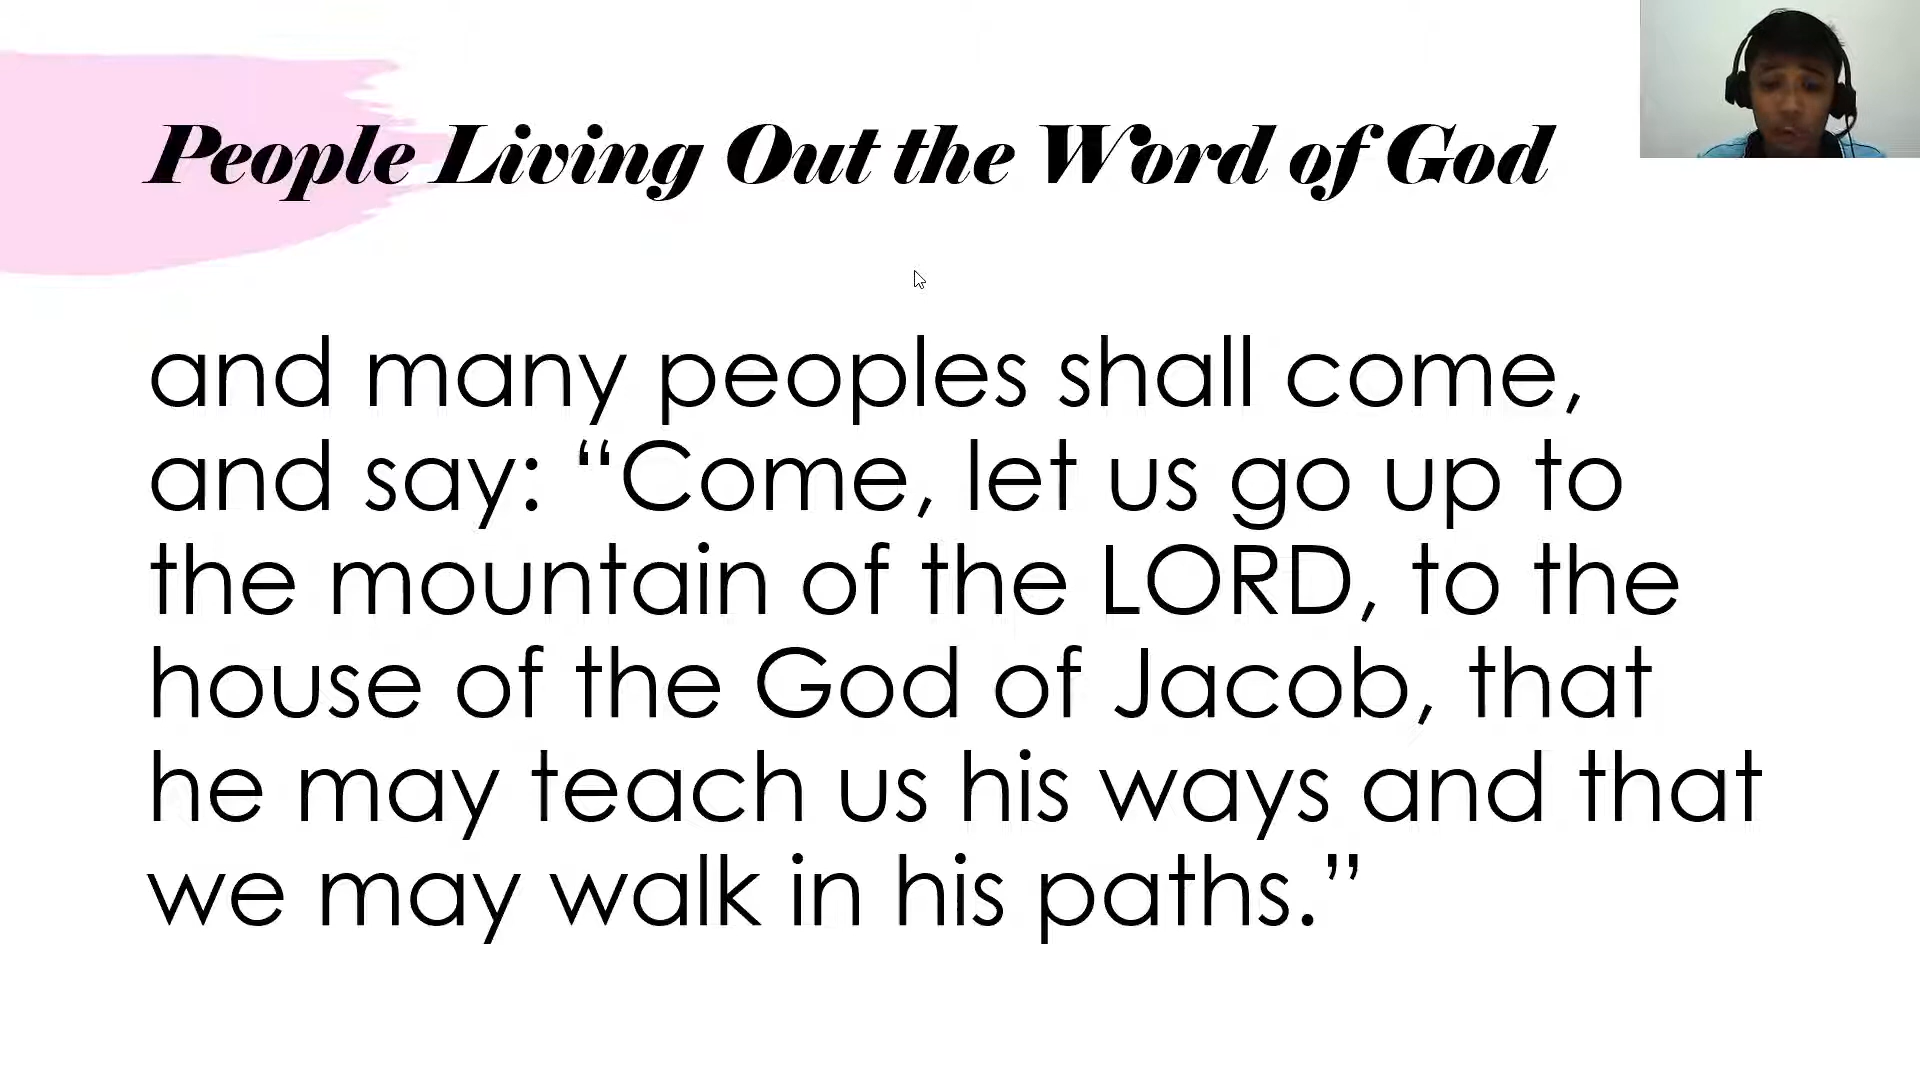 People Living Out the Word of God
and many peoples shall come,
and say: “Come, let us go up to
the mountain of the LORD, to the
house of the God of Jacob, that
he may teach us his ways and that
we may walk in his paths.”